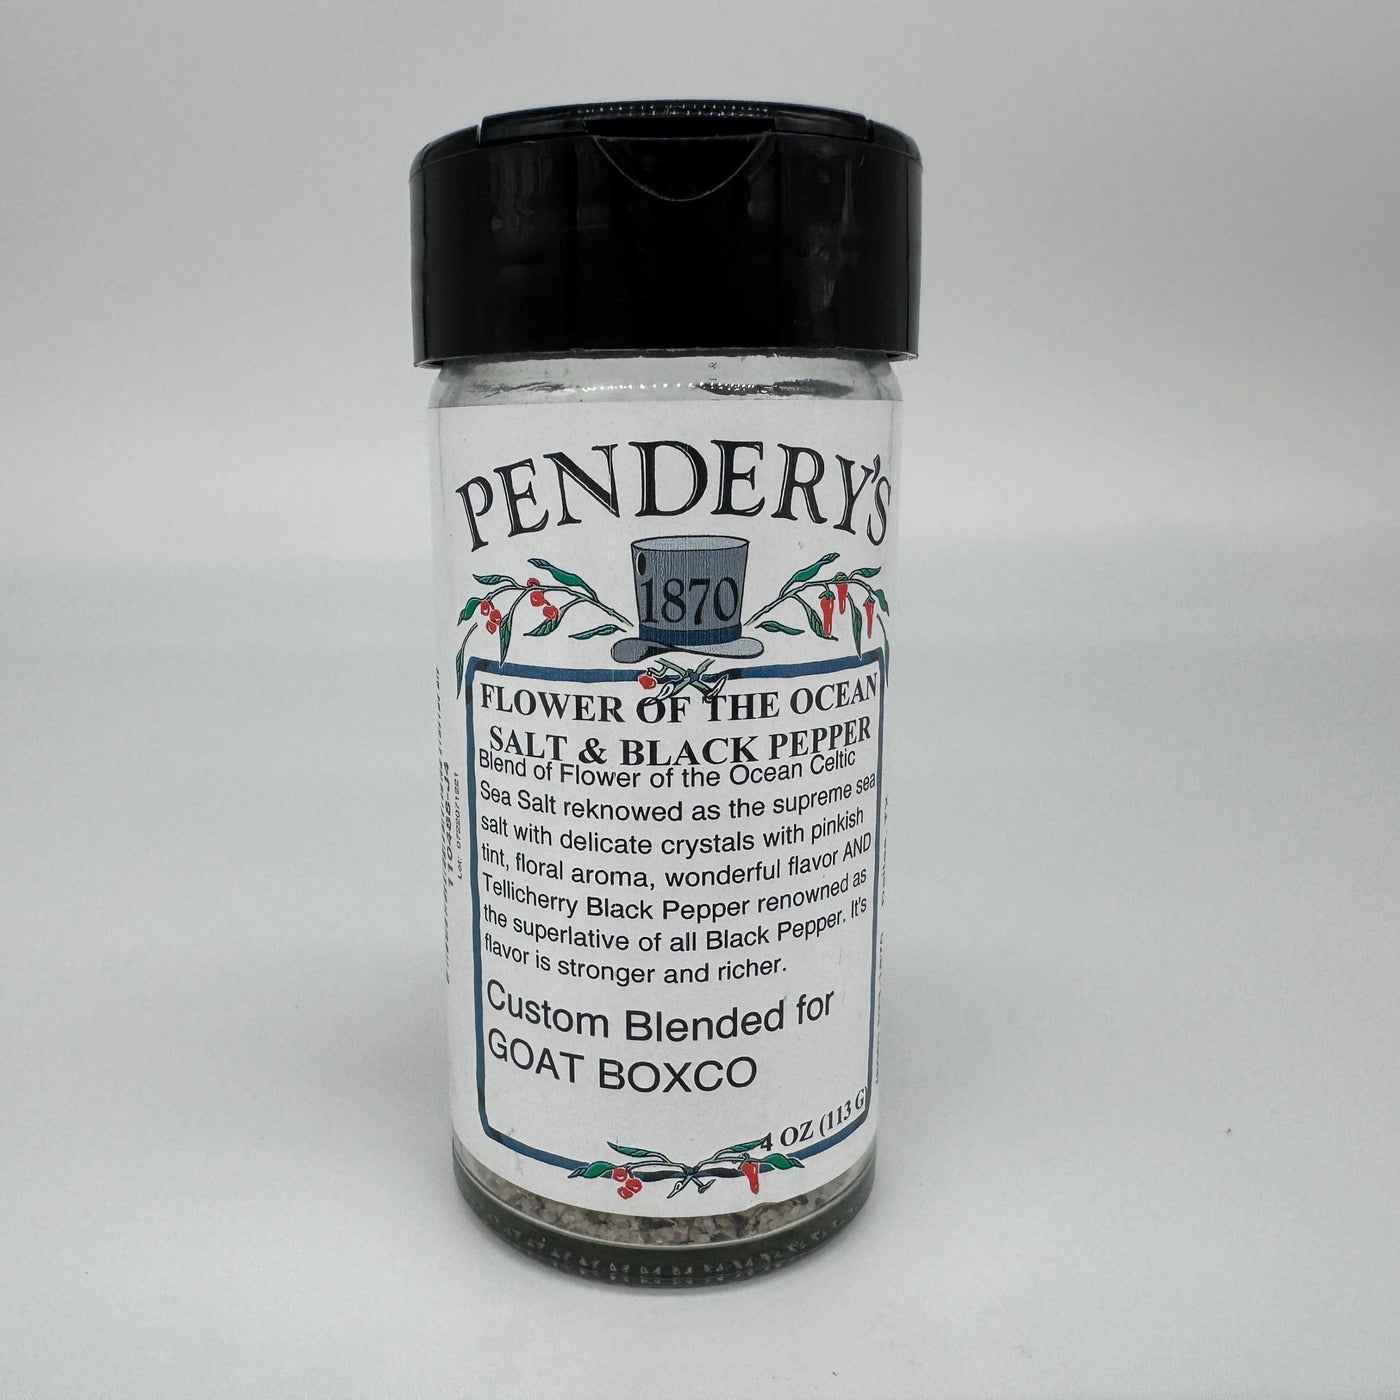 PENDERY'S
1870
FLOWER OF THE OCEAN
SALT & BLACK PEPPER
Blend of Flower of the Ocean Celtic
Sea Salt reknowed as the supreme sea
salt with delicate crystals with pinkish
tint, floral aroma, wonderful flavor AND
Tellicherry Black Pepper renowned as
the superlative of all Black Pepper. It's
flavor is stronger and richer.
Custom Blended for
GOAT BOXCO
4 OZ (113 G)